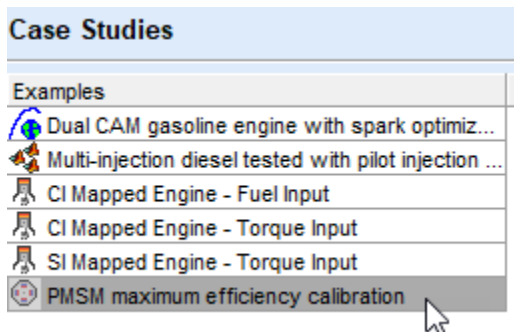 Case Studies
Examples
Dual CAM gasoline engine with spark optimiz...
Multi-injection diesel tested with pilot injection ...
CI Mapped Engine - Fuel Input
CI Mapped Engine - Torque Input
SI Mapped Engine - Torque Input
PMSM maximum efficiency calibration